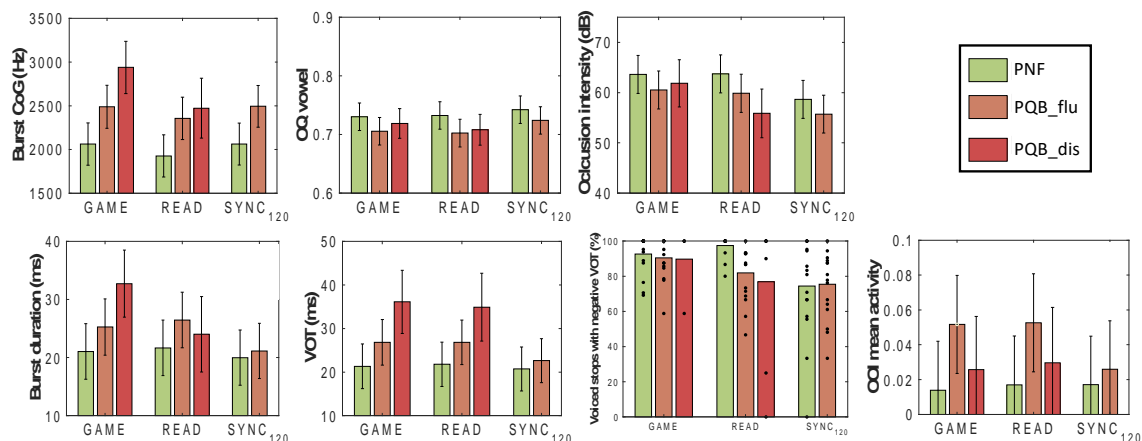 Burst CoG (Hz)
3500
3000
2500
2000
1500
GAME READ SYNC 120
OQ vowel
0.9
0.8
0.7
0.6
GAME READ SYNC 120
Oclcusion intensity (dB)
70
60
50
40
GAME READ SYNC 120
PNF
PQB_flu
PQB_dis
Burst duration (ms)
40
30
20
10
GAME READ SYNC 120
VOT (ms)
50
40
30
20
10
GAME READ SYNC 120
Voiced stops with negative VOT (%)
100
80
60
40
20
0
GAME READ SYNC 120
OOI mean activity
0.1
0.08
0.06
0.04
0.02
0
GAME READ SYNC 120